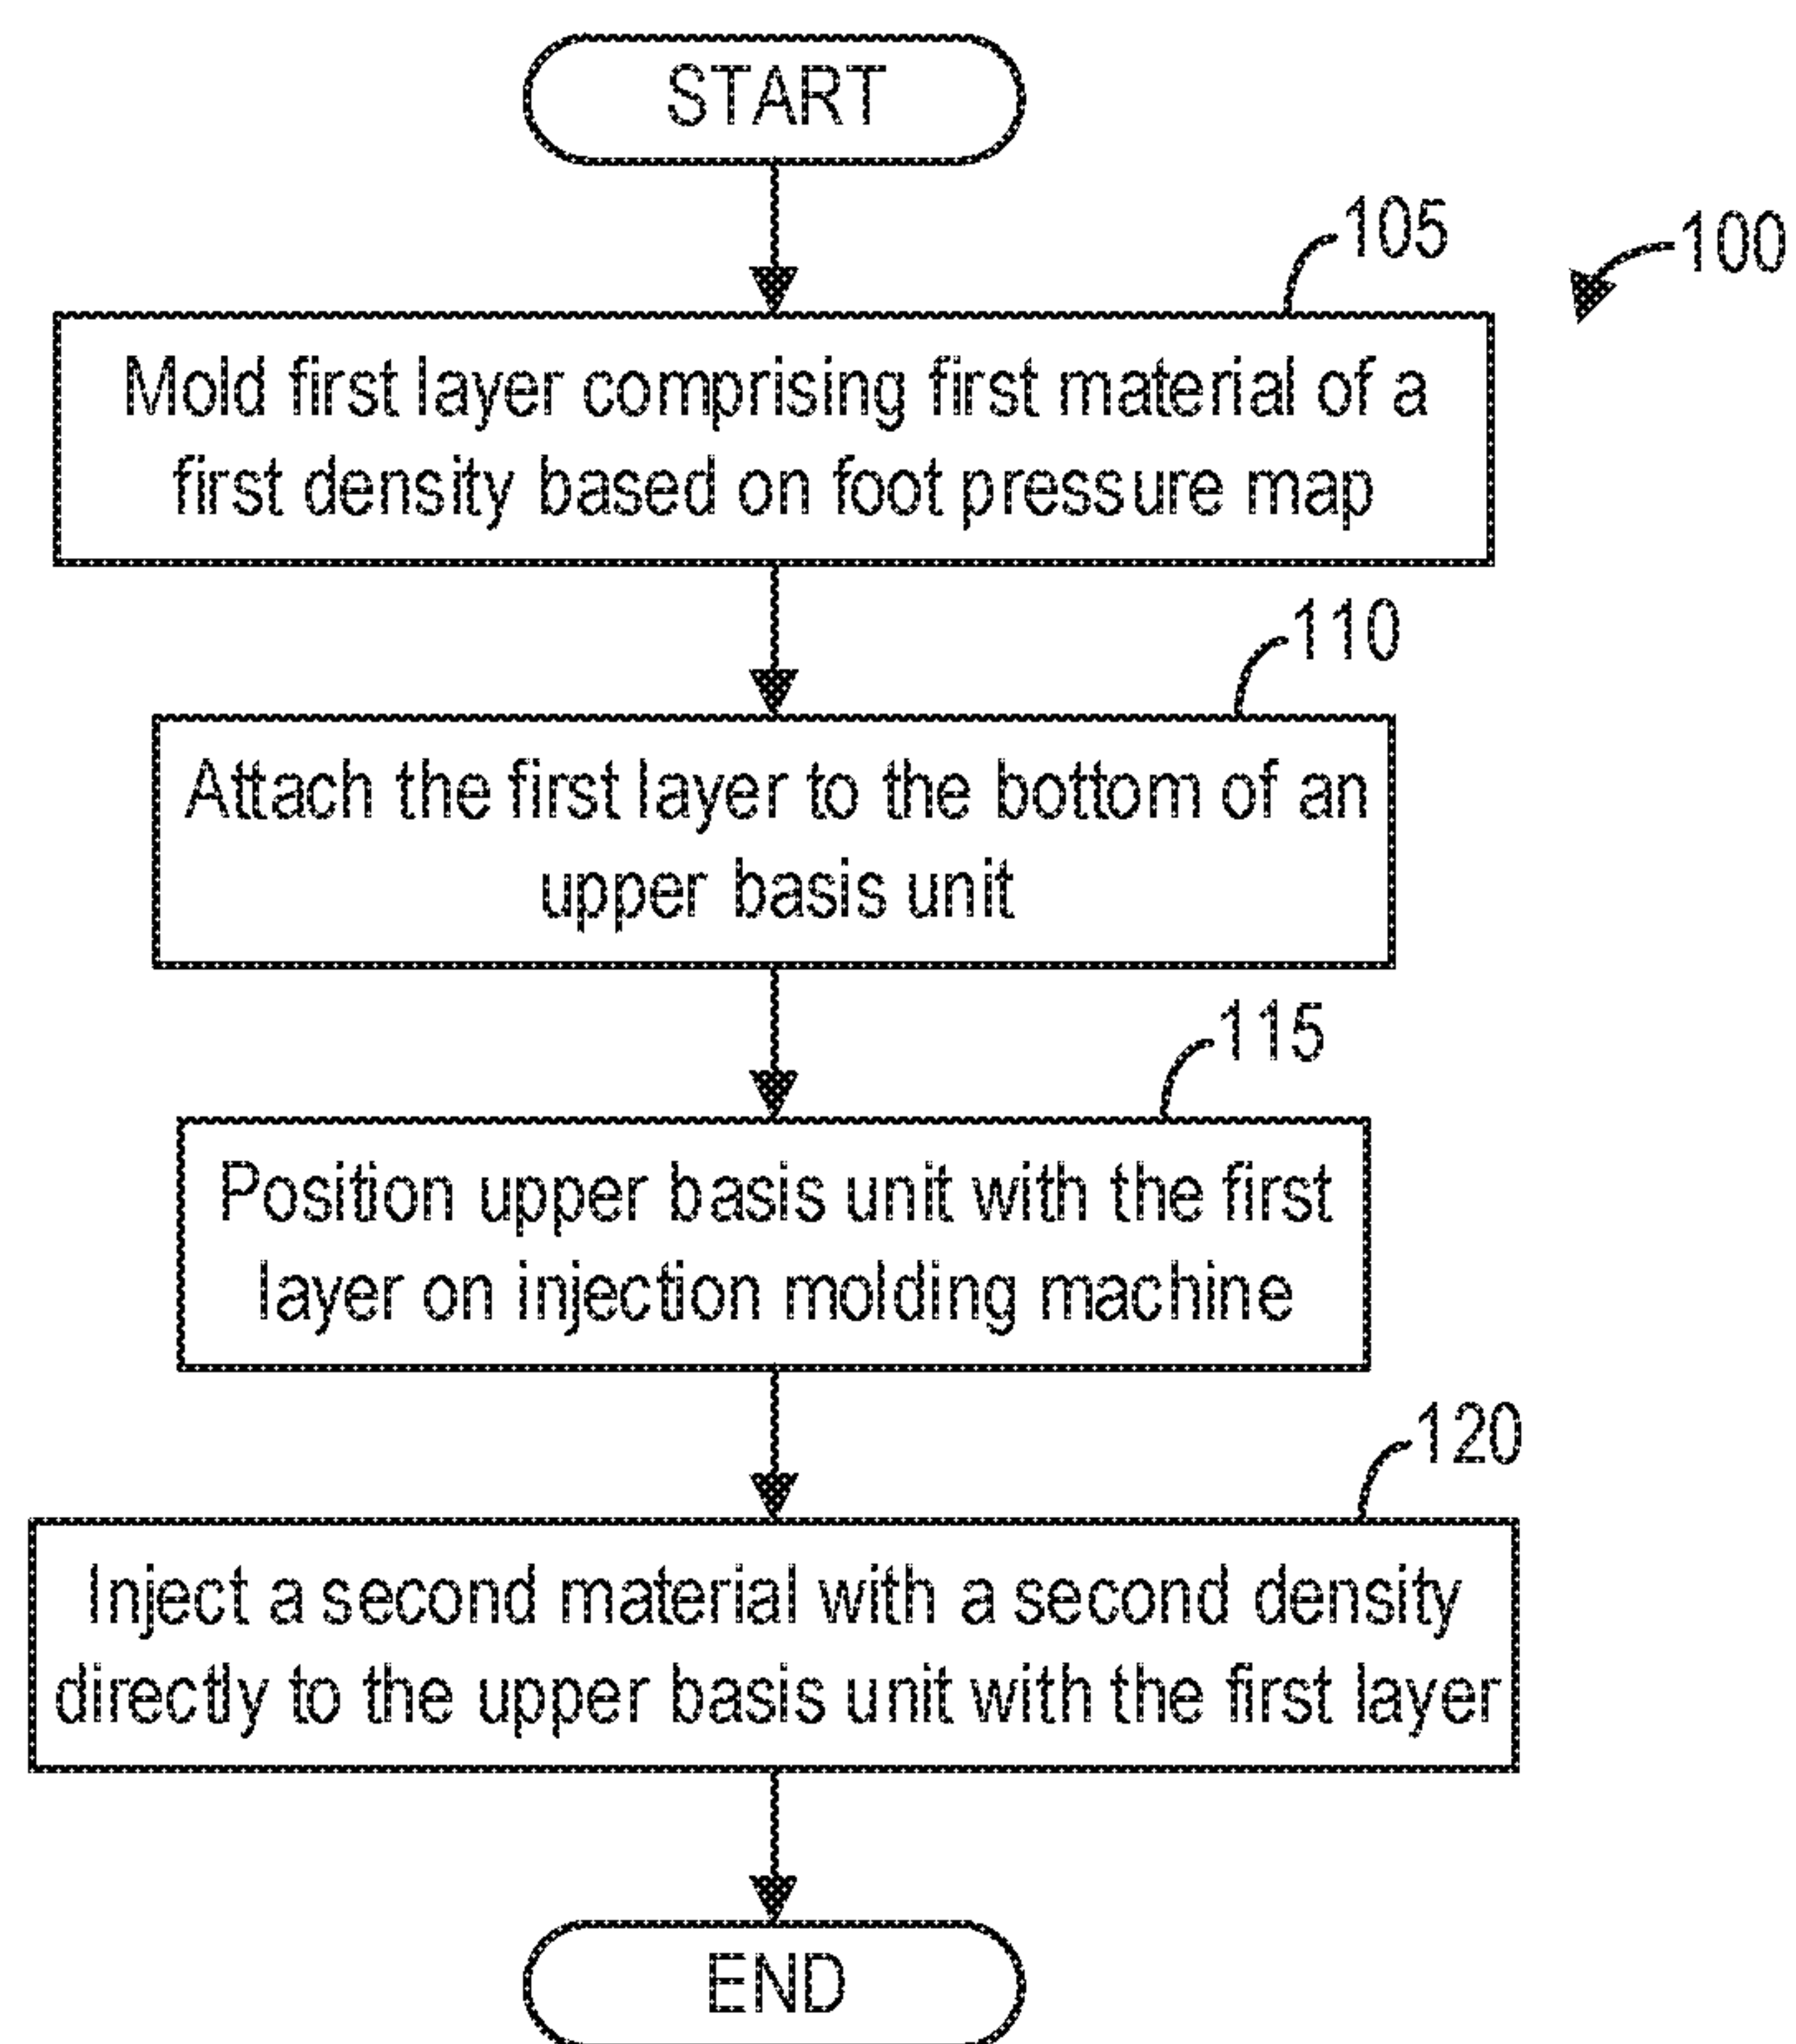 START
105
100
Mold first layer comprising first material of a
first density based on foot pressure map
110
Attach the first layer to the bottom of an
upper basis unit
115
Position upper basis unit with the first
layer on injection molding machine
120
Inject a second material with a second density
directly to the upper basis unit with the first layer
END